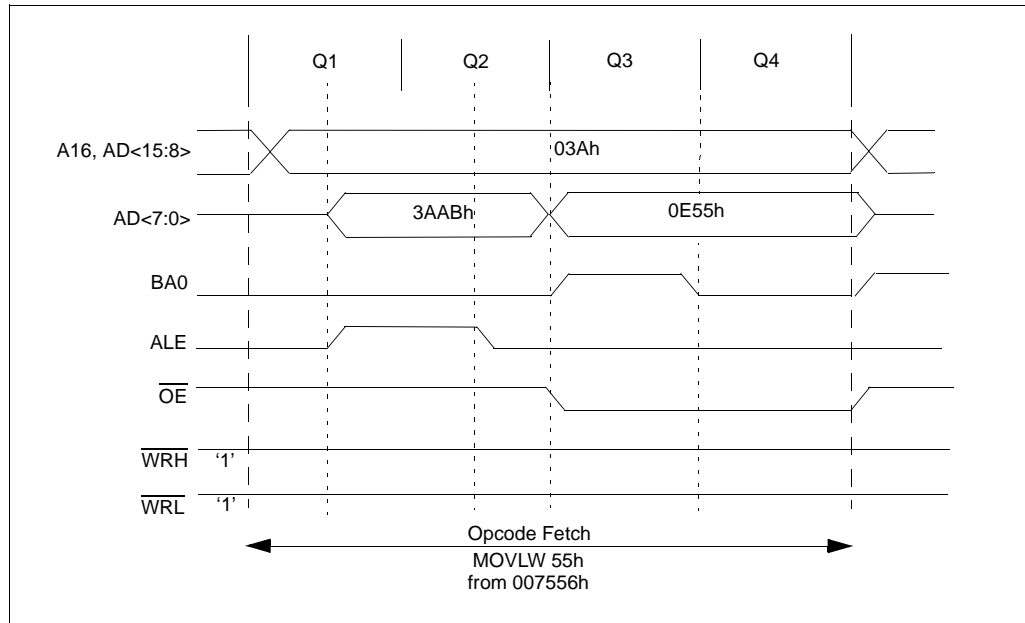 Q1 Q2 Q3 Q4
A16, AD<15:8> 03Ah
AD<7:0> 3AABh 0E55h
BA0
ALE
OE
WRH ‘1’
WRL ‘1’
Opcode Fetch
MOVLW 55h
from 007556h